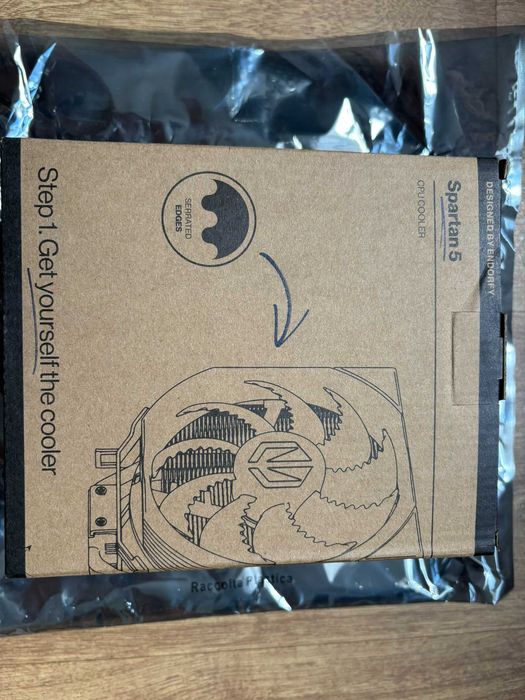 DESIGNED BY ENDORFY
Spartan 5
CPU COOLER
SERRATED
EDGES
Step 1. Get yourself the cooler
Raccolta Plastica